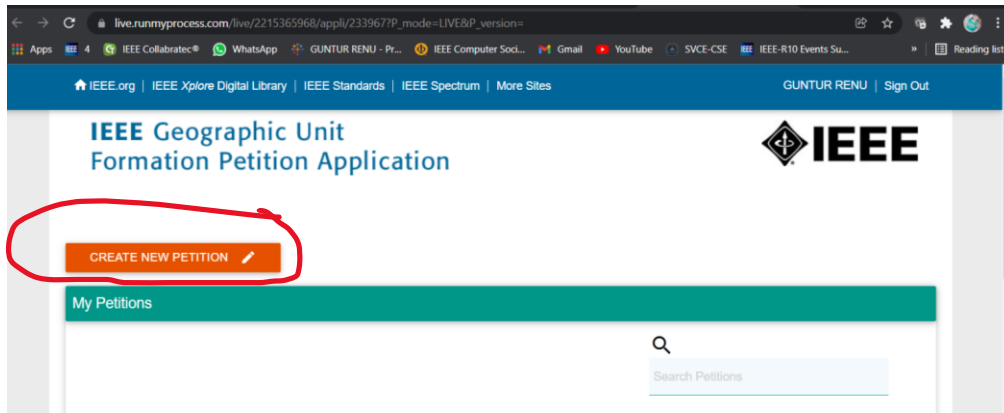 live.runmyprocess.com/live/2215365968/appli/233967?P_mode=LIVE&P_version=
Apps 4 IEEE Collabratec® WhatsApp GUNTUR RENU - Pr... IEEE Computer Soci... Gmail YouTube SVCE-CSE IEEE-R10 Events Su... » Reading list
IEEE.org | IEEE Xplore Digital Library | IEEE Standards | IEEE Spectrum | More Sites GUNTUR RENU | Sign Out
IEEE Geographic Unit
Formation Petition Application
IEEE
CREATE NEW PETITION
My Petitions
Search Petitions